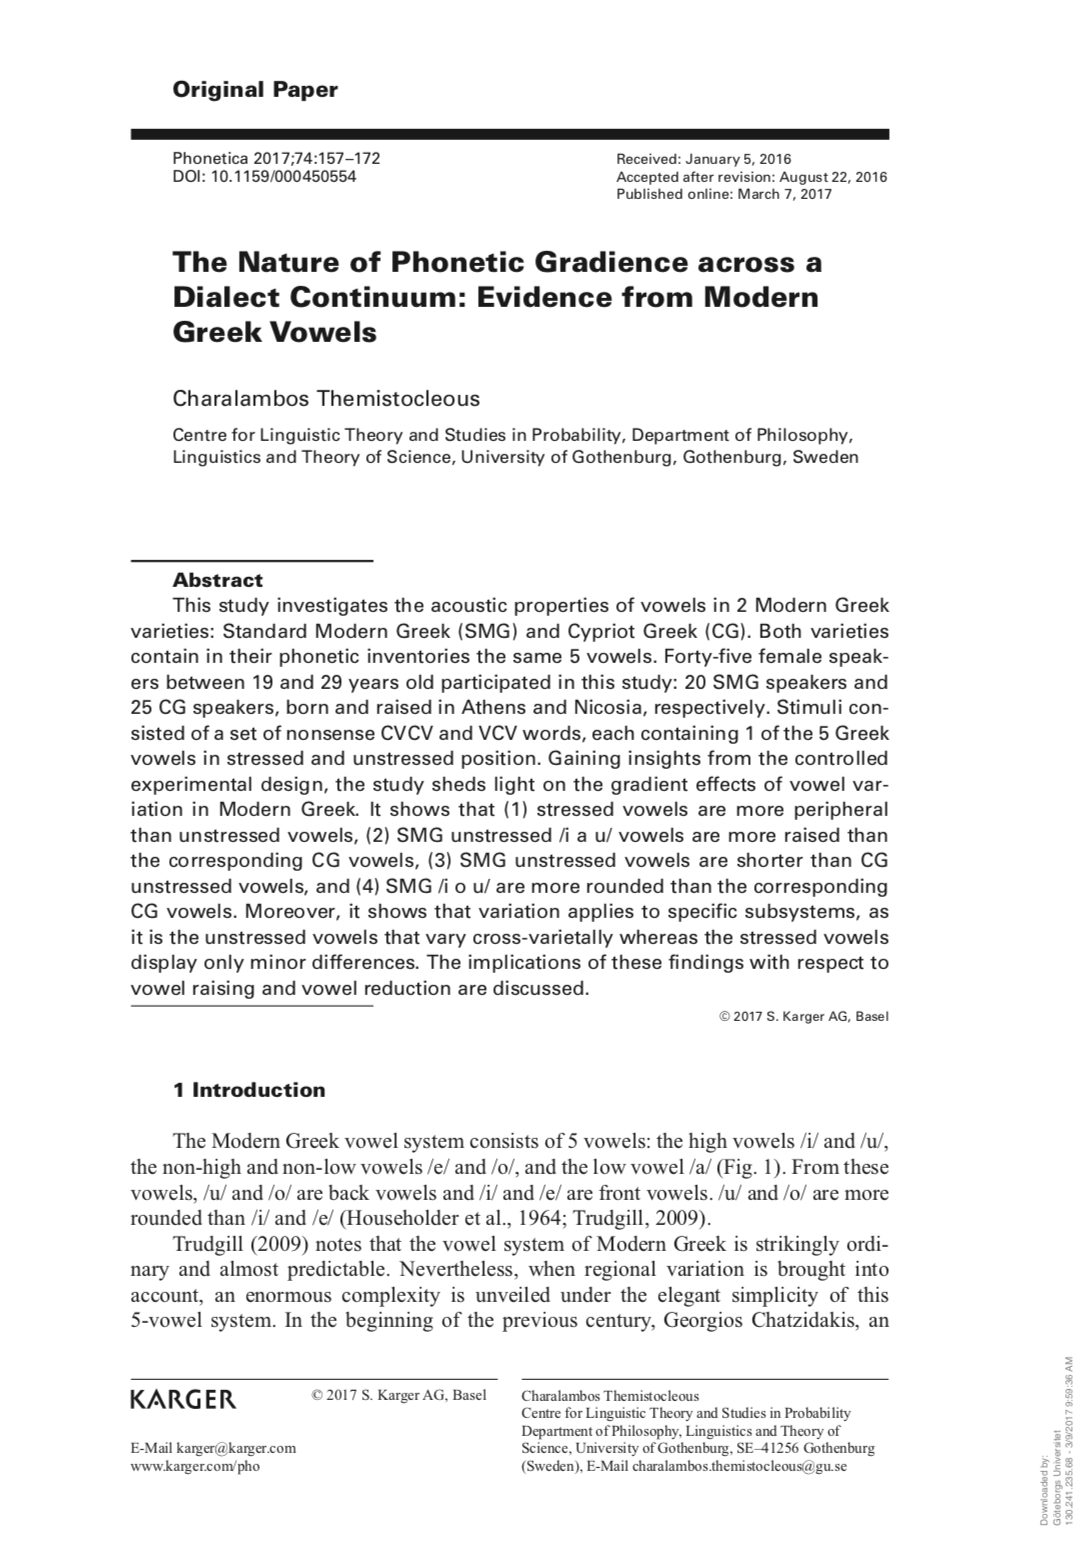 Original Paper
Phonetica 2017;74:157–172
DOI: 10.1159/000450554
Received: January 5, 2016
Accepted after revision: August 22, 2016
Published online: March 7, 2017
The Nature of Phonetic Gradience across a
Dialect Continuum: Evidence from Modern
Greek Vowels
Charalambos Themistocleous
Centre for Linguistic Theory and Studies in Probability, Department of Philosophy,
Linguistics and Theory of Science, University of Gothenburg, Gothenburg, Sweden
Abstract
This study investigates the acoustic properties of vowels in 2 Modern Greek
varieties: Standard Modern Greek (SMG) and Cypriot Greek (CG). Both varieties
contain in their phonetic inventories the same 5 vowels. Forty-five female speak-
ers between 19 and 29 years old participated in this study: 20 SMG speakers and
25 CG speakers, born and raised in Athens and Nicosia, respectively. Stimuli con-
sisted of a set of nonsense CVCV and VCV words, each containing 1 of the 5 Greek
vowels in stressed and unstressed position. Gaining insights from the controlled
experimental design, the study sheds light on the gradient effects of vowel var-
iation in Modern Greek. It shows that (1) stressed vowels are more peripheral
than unstressed vowels, (2) SMG unstressed /i a u/ vowels are more raised than
the corresponding CG vowels, (3) SMG unstressed vowels are shorter than CG
unstressed vowels, and (4) SMG /i o u/ are more rounded than the corresponding
CG vowels. Moreover, it shows that variation applies to specific subsystems, as
it is the unstressed vowels that vary cross-varietally whereas the stressed vowels
display only minor differences. The implications of these findings with respect to
vowel raising and vowel reduction are discussed.
© 2017 S. Karger AG, Basel
1 Introduction
The Modern Greek vowel system consists of 5 vowels: the high vowels /i/ and /u/,
the non-high and non-low vowels /e/ and /o/, and the low vowel /a/ (Fig. 1). From these
vowels, /u/ and /o/ are back vowels and /i/ and /e/ are front vowels. /u/ and /o/ are more
rounded than /i/ and /e/ (Householder et al., 1964; Trudgill, 2009).
Trudgill (2009) notes that the vowel system of Modern Greek is strikingly ordi-
nary and almost predictable. Nevertheless, when regional variation is brought into
account, an enormous complexity is unveiled under the elegant simplicity of this
5-vowel system. In the beginning of the previous century, Georgios Chatzidakis, an
KARGER
© 2017 S. Karger AG, Basel
E-Mail karger@karger.com
www.karger.com/pho
Charalambos Themistocleous
Centre for Linguistic Theory and Studies in Probability
Department of Philosophy, Linguistics and Theory of
Science, University of Gothenburg, SE–41256 Gothenburg
(Sweden), E-Mail charalambos.themistocleous@gu.se
Downloaded by:
Göteborgs Universitet
130.241.235.68 - 3/9/2017 9:59:36 AM